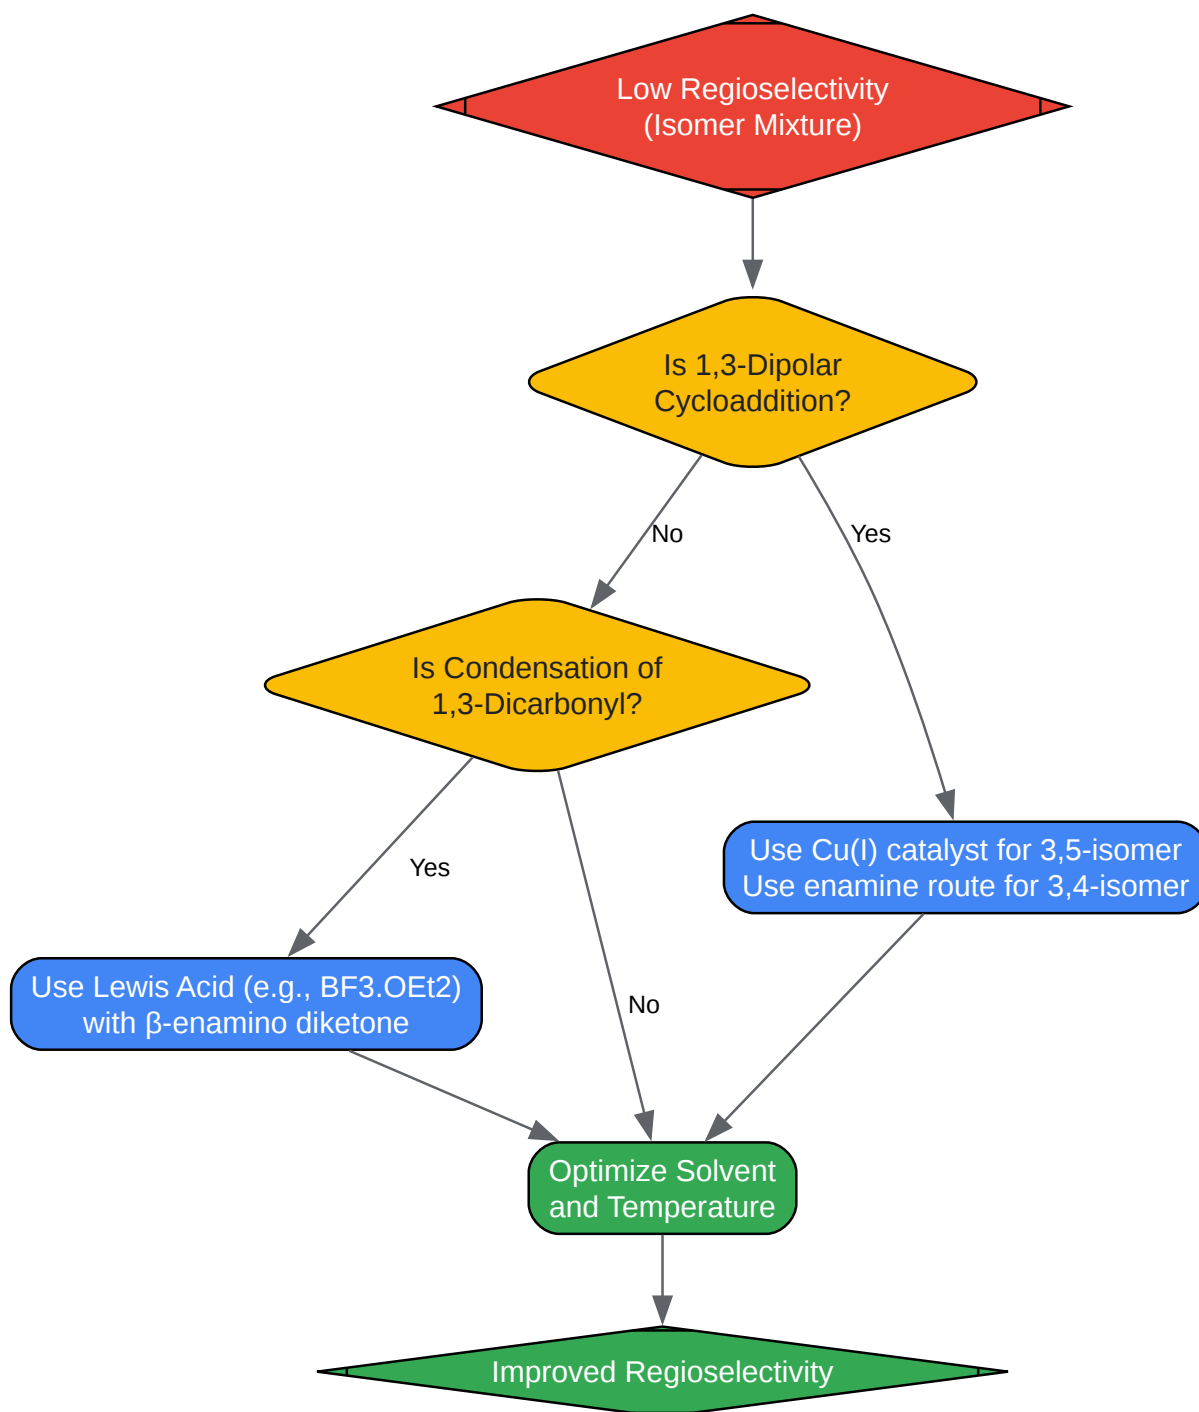 Low Regioselectivity
(Isomer Mixture)
Is 1,3-Dipolar
Cycloaddition?
No
Yes
Is Condensation of
1,3-Dicarbonyl?
Use Cu(I) catalyst for 3,5-isomer
Use enamine route for 3,4-isomer
Yes
Use Lewis Acid (e.g., BF3.OEt2)
with β-enamino diketone
No
Optimize Solvent
and Temperature
Improved Regioselectivity